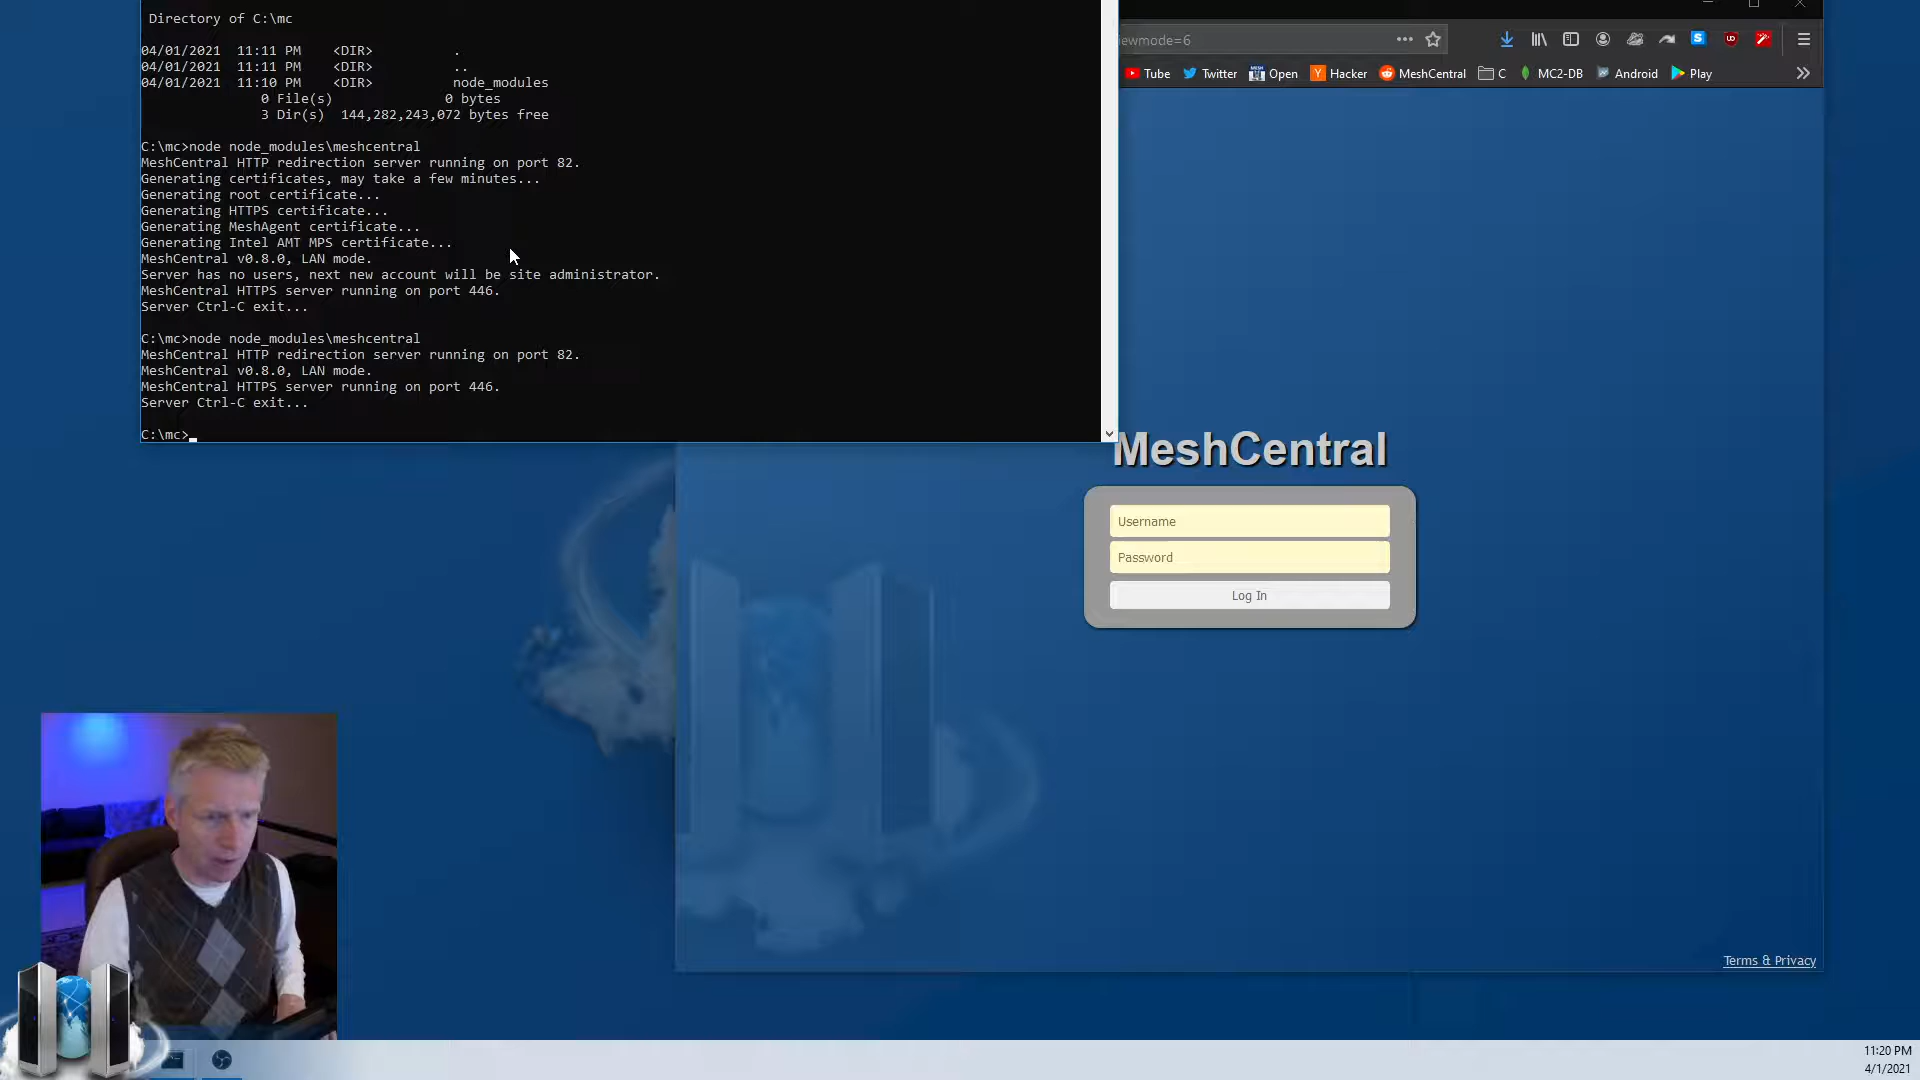 Directory of C:\mc
04/01/2021 11:11 PM <DIR> .
04/01/2021 11:11 PM <DIR> ..
04/01/2021 11:10 PM <DIR> node_modules
0 File(s) 0 bytes
3 Dir(s) 144,282,243,072 bytes free
C:\mc>node node_modules\meshcentral
MeshCentral HTTP redirection server running on port 82.
Generating certificates, may take a few minutes...
Generating root certificate...
Generating HTTPS certificate...
Generating MeshAgent certificate...
Generating Intel AMT MPS certificate...
MeshCentral v0.8.0, LAN mode.
Server has no users, next new account will be site administrator.
MeshCentral HTTPS server running on port 446.
Server Ctrl-C exit...
C:\mc>node node_modules\meshcentral
MeshCentral HTTP redirection server running on port 82.
MeshCentral v0.8.0, LAN mode.
MeshCentral HTTPS server running on port 446.
Server Ctrl-C exit...
C:\mc>
iewmode=6
Tube Twitter Open Hacker MeshCentral C MC2-DB Android Play
MeshCentral
Username
Password
Log In
Terms & Privacy
11:20 PM
4/1/2021